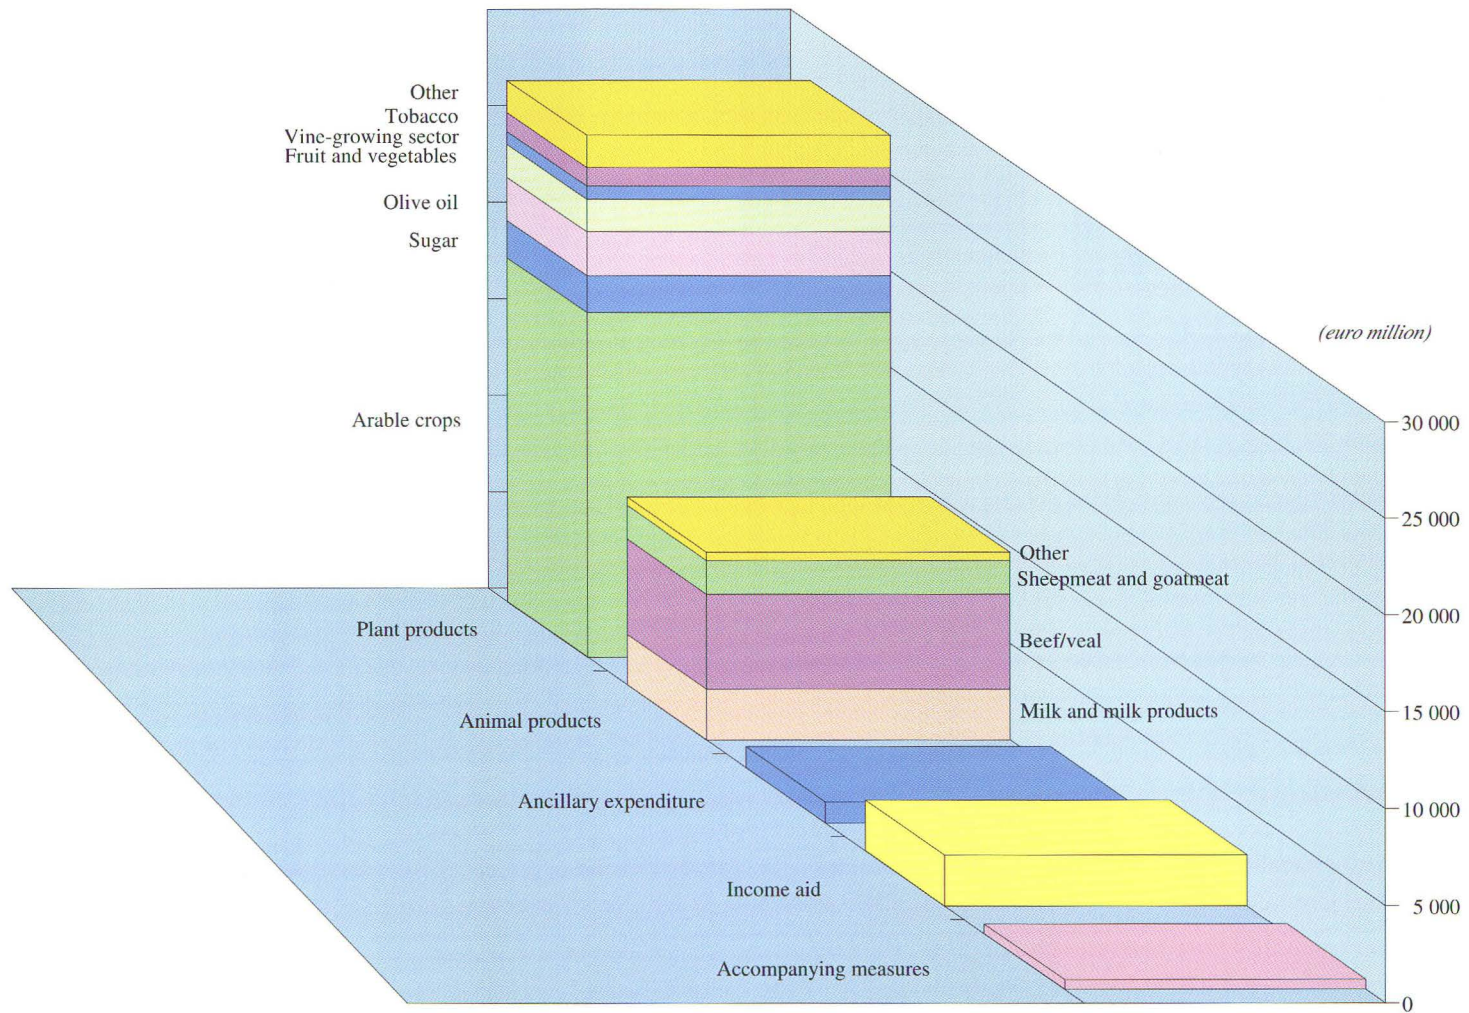 Other
Tobacco
Vine-growing sector
Fruit and vegetables
Olive oil
Sugar
(euro million)
Arable crops
30 000
25 000
Other
Sheepmeat and goatmeat
20 000
Plant products
Beef/veal
Milk and milk products
15 000
Animal products
Ancillary expenditure
10 000
Income aid
5 000
Accompanying measures
0